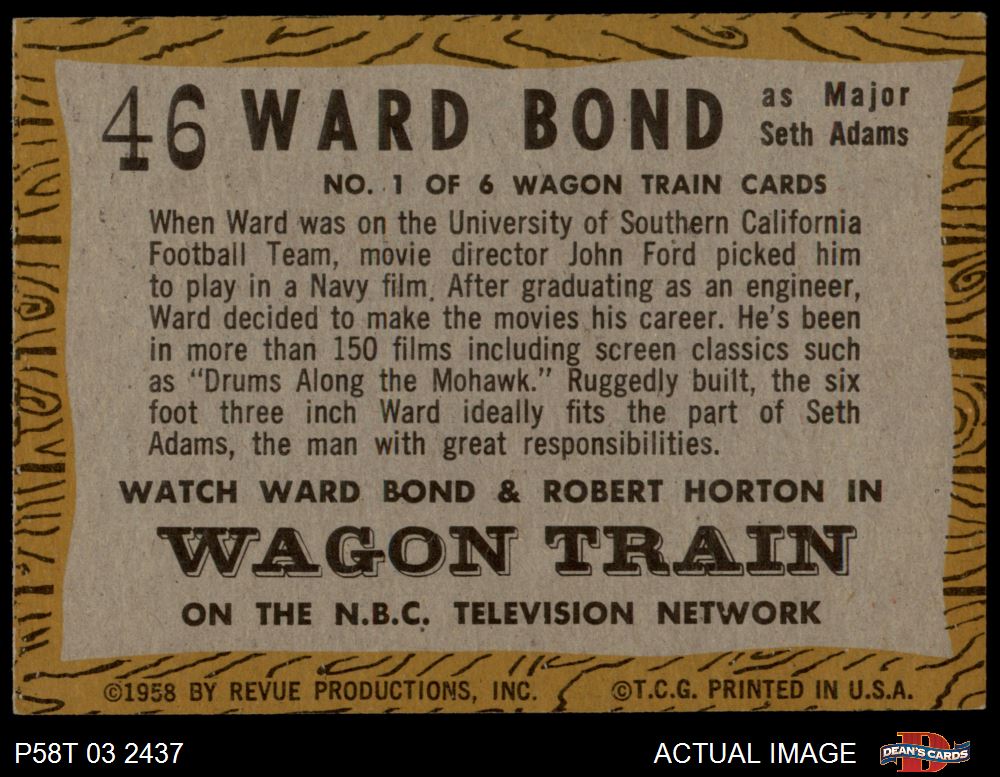 46 WARD BOND as Major
Seth Adams
NO. 1 OF 6 WAGON TRAIN CARDS
When Ward was on the University of Southern California
Football Team, movie director John Ford picked him
to play in a Navy film. After graduating as an engineer,
Ward decided to make the movies his career. He's been
in more than 150 films including screen classics such
as “Drums Along the Mohawk.” Ruggedly built, the six
foot three inch Ward ideally fits the part of Seth
Adams, the man with great responsibilities.
WATCH WARD BOND & ROBERT HORTON IN
WAGON TRAIN
ON THE N.B.C. TELEVISION NETWORK
©1958 BY REVUE PRODUCTIONS, INC. ©T.C.G. PRINTED IN U.S.A.
P58T 03 2437 ACTUAL IMAGE D DEAN'S CARDS